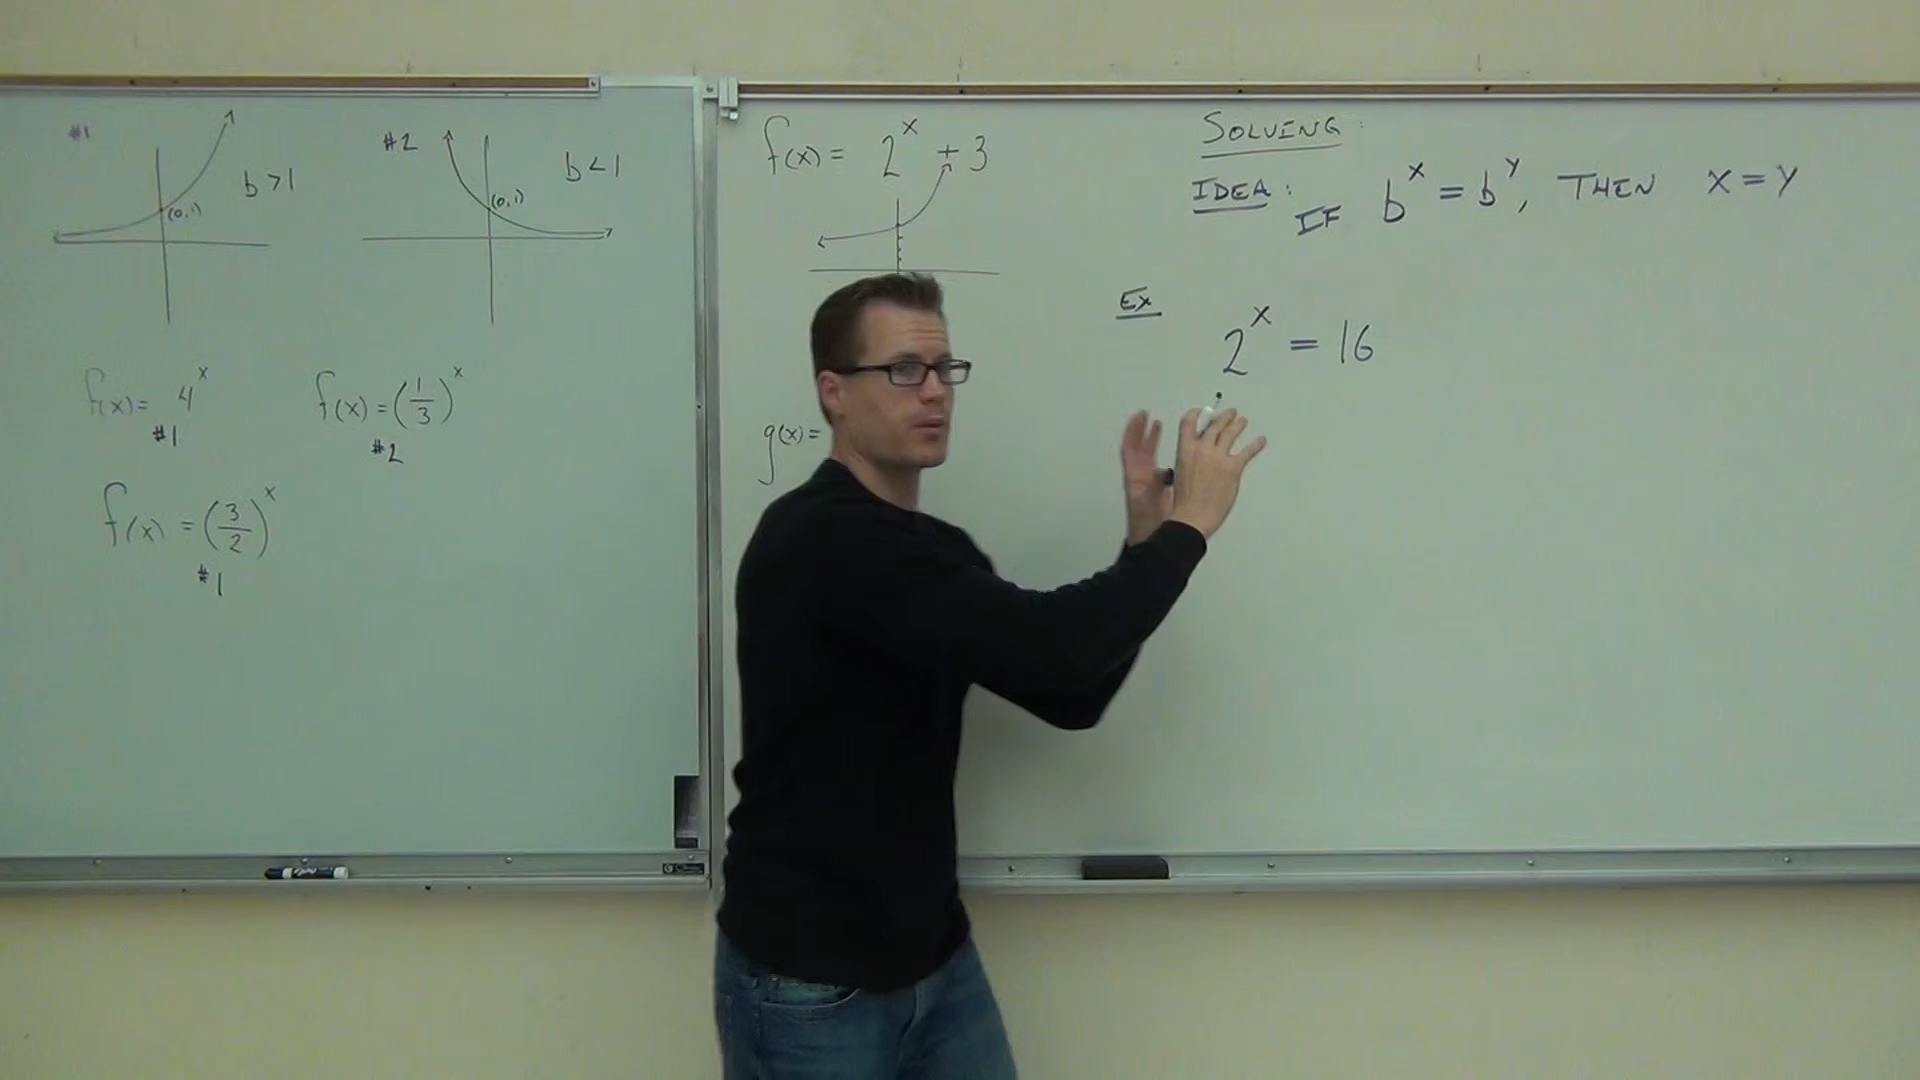 #1
b > 1
(0,1)
#2
b < 1
(0,1)
f(x) = 4^x
#1
f(x) = (1/3)^x
#2
f(x) = (3/2)^x
#1
f(x) = 2^x + 3
g(x) =
SOLVING:
IDEA: IF b^x = b^y, THEN x = y
Ex
2^x = 16